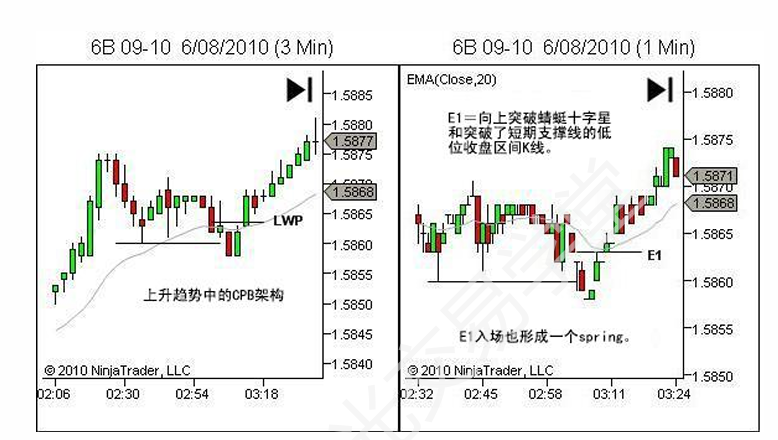 6B 09-10 6/08/2010 (3 Min)
1.5885
1.5880
1.5877
1.5875
1.5868
1.5865
LWP
1.5860
1.5855
上升趋势中的CPB架构
1.5850
1.5845
1.5840
© 2010 NinjaTrader, LLC
02:06 02:30 02:54 03:18
6B 09-10 6/08/2010 (1 Min)
EMA(Close,20)
1.5880
E1=向上突破蜻蜓十字星
和突破了短期支撑线的低
位收盘区间K线。
1.5875
1.5871
1.5870
1.5868
1.5865
E1
1.5860
1.5855
E1入场也形成一个spring。
1.5850
© 2010 NinjaTrader, LLC
02:32 02:45 02:58 03:11 03:24